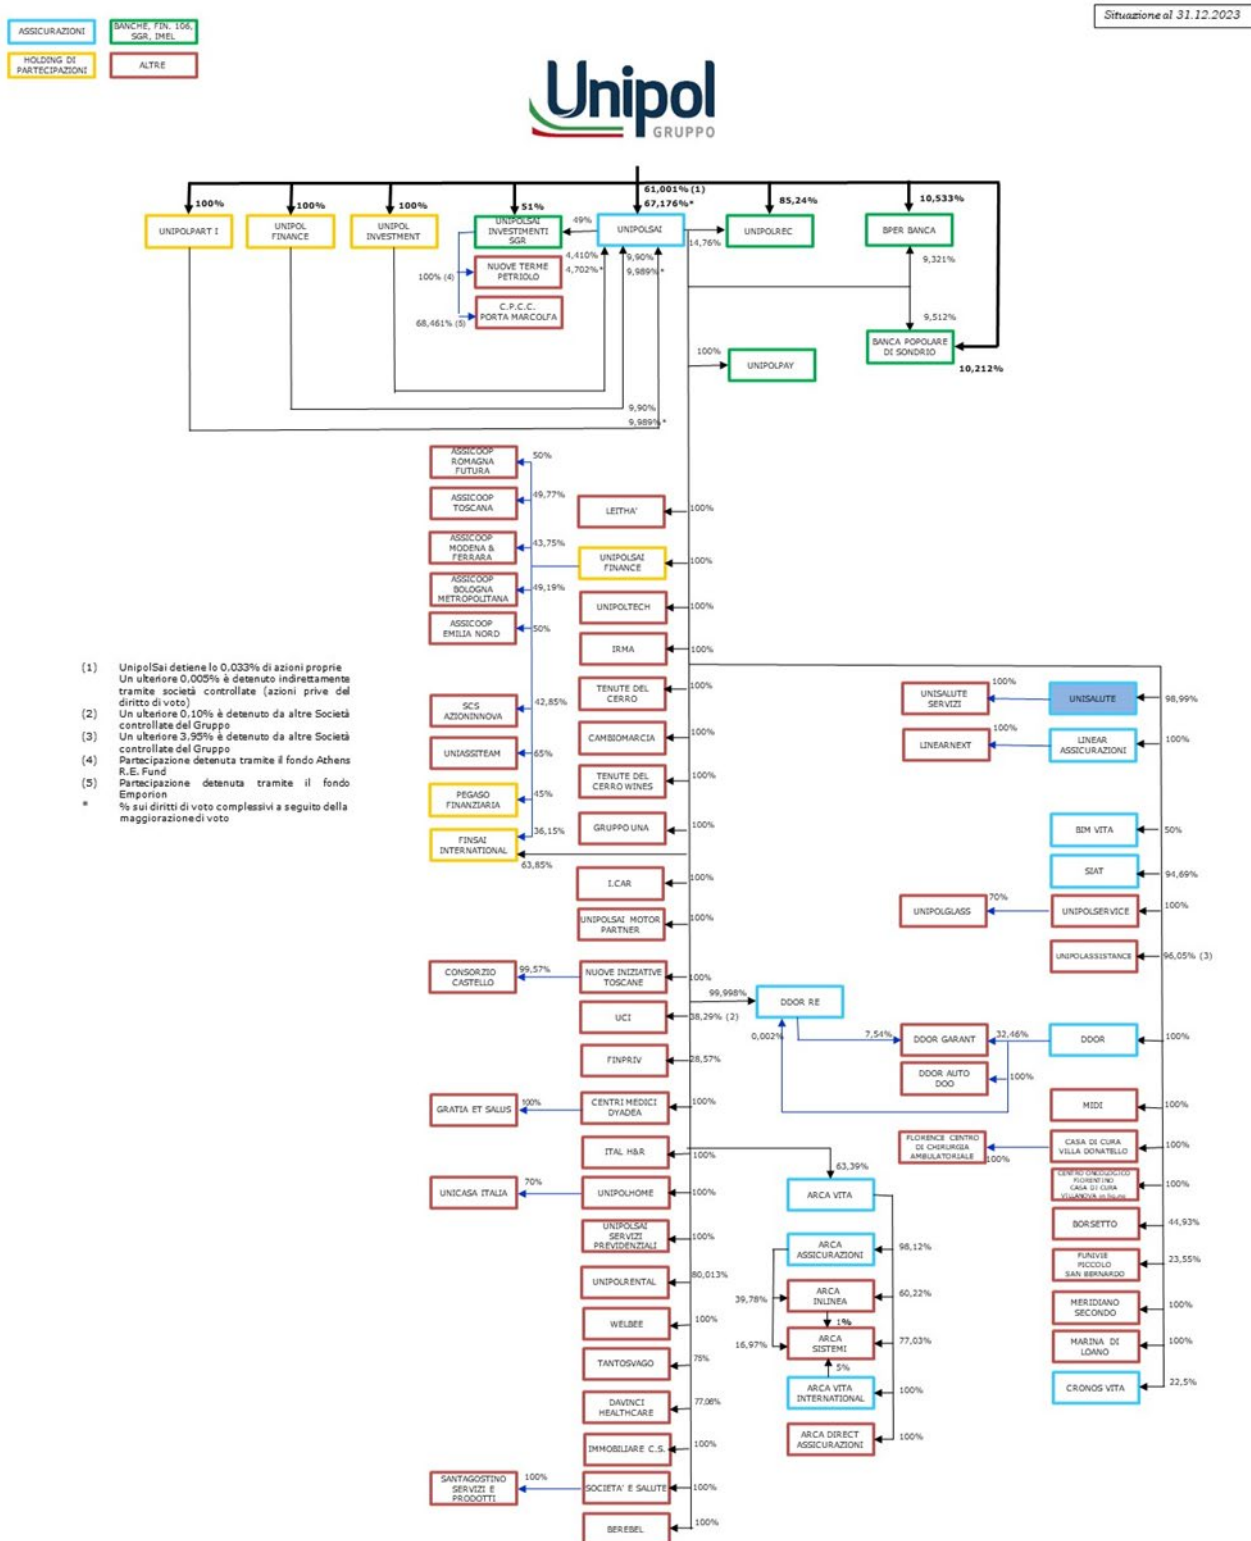 Situazione al 31.12.2023
ASSICURAZIONI
BANCHE, FIN. 106,
SGR, IMEL
HOLDING DI
PARTECIPAZIONI
ALTRE
Unipol
GRUPPO
61,001% (1)
67,176%*
100%
100%
100%
51%
85,24%
10,533%
UNIPOLPART I
UNIPOL
FINANCE
UNIPOL
INVESTMENT
UNIPOLSAI
INVESTIMENTI
SGR
49%
UNIPOLSAI
14,76%
UNIPOLREC
BPER BANCA
4,410%
4,702%*
9,90%
9,989%*
9,321%
100% (4)
NUOVE TERME
PETRIOLO
68,461% (5)
C.P.C.C.
PORTA MARCOLFA
9,512%
BANCA POPOLARE
DI SONDRIO
10,212%
100%
UNIPOLPAY
9,90%
9,989%*
ASSICOOP
ROMAGNA
FUTURA
50%
ASSICOOP
TOSCANA
49,77%
ASSICOOP
MODENA &
FERRARA
43,75%
ASSICOOP
BOLOGNA
METROPOLITANA
49,19%
ASSICOOP
EMILIA NORD
50%
SCS
AZIONINNOVA
42,85%
UNIASSITEAM
65%
PEGASO
FINANZIARIA
45%
FINSAI
INTERNATIONAL
36,15%
63,85%
LEITHA'
100%
UNIPOLSAI
FINANCE
100%
UNIPOLTECH
100%
IRMA
100%
TENUTE DEL
CERRO
100%
CAMBIOMARCIA
100%
TENUTE DEL
CERRO WINES
100%
GRUPPO UNA
100%
I.CAR
100%
UNIPOLSAI MOTOR
PARTNER
100%
(1) UnipolSai detiene lo 0,033% di azioni proprie
Un ulteriore 0,005% è detenuto indirettamente
tramite società controllate (azioni prive del
diritto di voto)
(2) Un ulteriore 0,10% è detenuto da altre Società
controllate del Gruppo
(3) Un ulteriore 3,95% è detenuto da altre Società
controllate del Gruppo
(4) Partecipazione detenuta tramite il fondo Athens
R.E. Fund
(5) Partecipazione detenuta tramite il fondo
Emporion
* % sui diritti di voto complessivi a seguito della
maggiorazione di voto
UNISALUTE
SERVIZI
100%
UNISALUTE
98,99%
LINEARNEXT
100%
LINEAR
ASSICURAZIONI
100%
BIM VITA
50%
SIAT
94,69%
UNIPOLGLASS
70%
UNIPOLSERVICE
100%
UNIPOLASSISTANCE
96,05% (3)
CONSORZIO
CASTELLO
99,57%
NUOVE INIZIATIVE
TOSCANE
100%
UCI
38,29% (2)
FINPRIV
28,57%
GRATIA ET SALUS
100%
CENTRI MEDICI
DYADEA
100%
ITAL H&R
100%
UNICASA ITALIA
70%
UNIPOLHOME
100%
UNIPOLSAI
SERVIZI
PREVIDENZIALI
100%
UNIPOLRENTAL
80,013%
WELBEE
100%
TANTOSVAGO
75%
DAVINCI
HEALTHCARE
77,08%
IMMOBILIARE C.S.
100%
SANTAGOSTINO
SERVIZI E
PRODOTTI
100%
SOCIETA' E SALUTE
100%
BEREBEL
100%
99,998%
DDOR RE
0,002%
7,54%
DDOR GARANT
32,46%
DDOR
100%
DDOR AUTO
DOO
100%
MIDI
100%
FLORENCE CENTRO
DI CHIRURGIA
AMBULATORIALE
100%
CASA DI CURA
VILLA DONATELLO
100%
CENTRO ONCOLOGICO
FIORENTINO
CASA DI CURA
VILLANOVA
100%
BORSETTO
44,93%
FUNIVIE
PICCOLO
SAN BERNARDO
23,55%
MERIDIANO
SECONDO
100%
MARINA DI
LOANO
100%
CRONOS VITA
22,5%
63,39%
ARCA VITA
ARCA
ASSICURAZIONI
98,12%
39,78%
ARCA
INLINEA
60,22%
1%
16,97%
ARCA
SISTEMI
77,03%
5%
ARCA VITA
INTERNATIONAL
100%
ARCA DIRECT
ASSICURAZIONI
100%